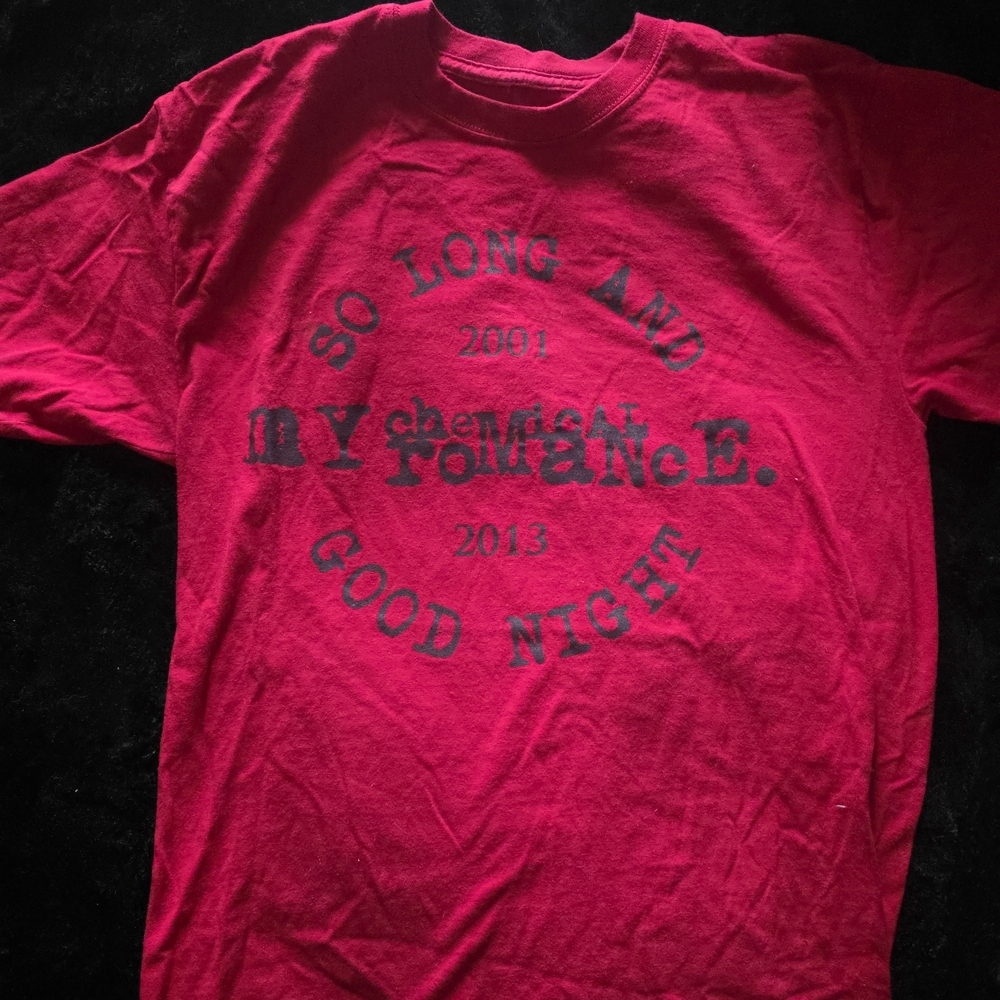 SO LONG AND
2001
mY cheMicAL
roMaNcE.
2013
GOOD NIGHT